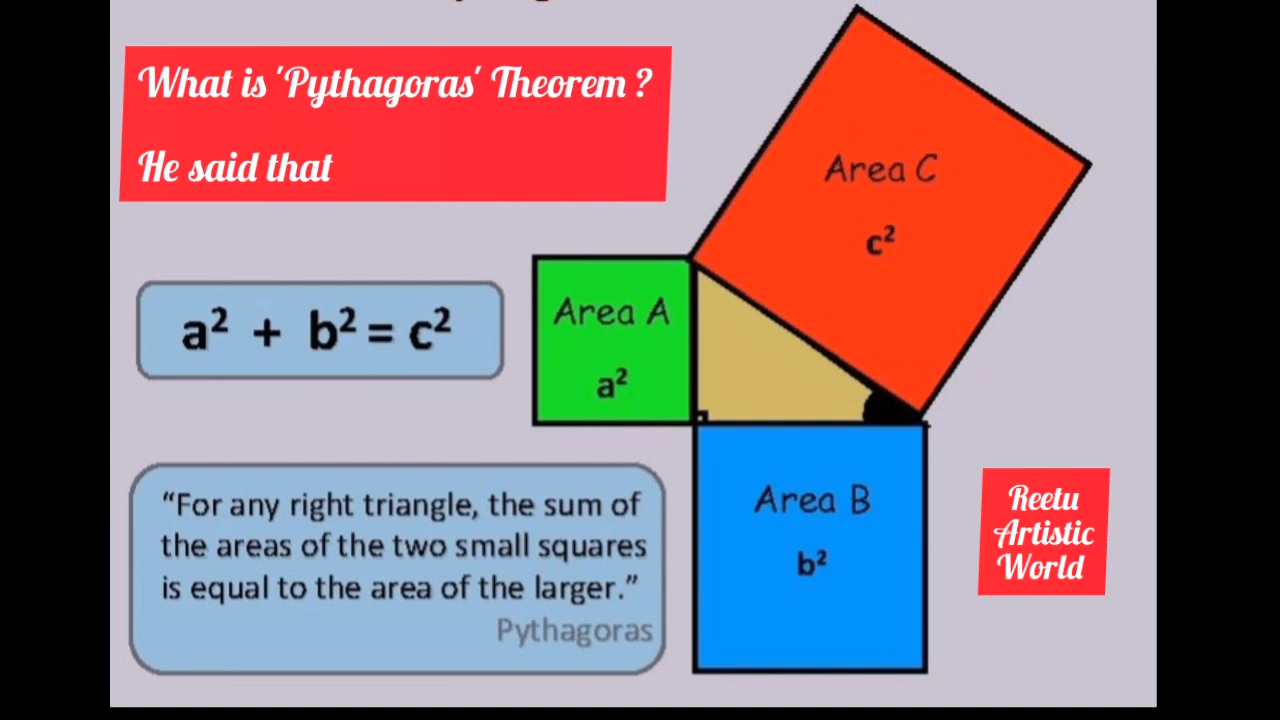 What is 'Pythagoras' Theorem ?
He said that
Area C
c²
Area A
a²
a² + b² = c²
Area B
b²
“For any right triangle, the sum of
the areas of the two small squares
is equal to the area of the larger.”
Pythagoras
Reetu
Artistic
World